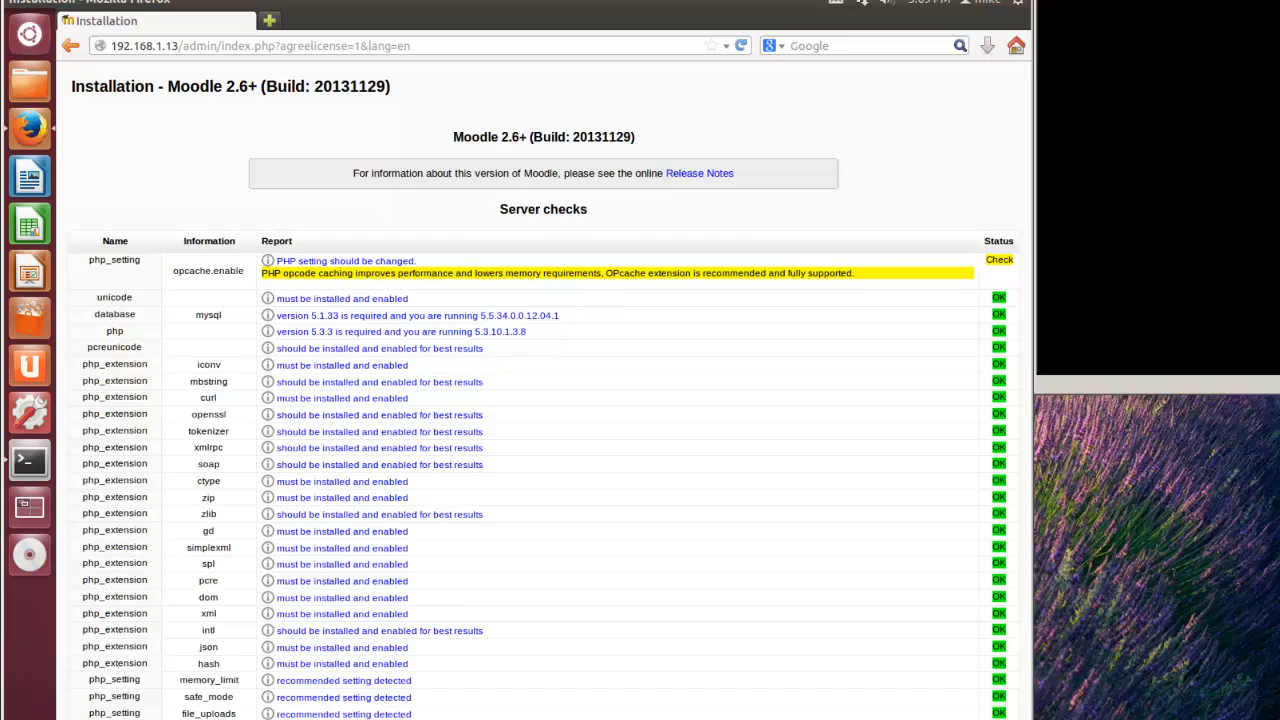 Installation - Mozilla Firefox
Installation
192.168.1.13/admin/index.php?agreelicense=1&lang=en
Google
Installation - Moodle 2.6+ (Build: 20131129)
Moodle 2.6+ (Build: 20131129)
For information about this version of Moodle, please see the online Release Notes
Server checks
Name Information Report Status
php_setting opcache.enable PHP setting should be changed. Check
PHP opcode caching improves performance and lowers memory requirements, OPcache extension is recommended and fully supported.
unicode must be installed and enabled OK
database mysql version 5.1.33 is required and you are running 5.5.34.0.0.12.04.1 OK
php version 5.3.3 is required and you are running 5.3.10.1.3.8 OK
pcreunicode should be installed and enabled for best results OK
php_extension iconv must be installed and enabled OK
php_extension mbstring should be installed and enabled for best results OK
php_extension curl must be installed and enabled OK
php_extension openssl should be installed and enabled for best results OK
php_extension tokenizer should be installed and enabled for best results OK
php_extension xmlrpc should be installed and enabled for best results OK
php_extension soap should be installed and enabled for best results OK
php_extension ctype must be installed and enabled OK
php_extension zip must be installed and enabled OK
php_extension zlib should be installed and enabled for best results OK
php_extension gd must be installed and enabled OK
php_extension simplexml must be installed and enabled OK
php_extension spl must be installed and enabled OK
php_extension pcre must be installed and enabled OK
php_extension dom must be installed and enabled OK
php_extension xml must be installed and enabled OK
php_extension intl should be installed and enabled for best results OK
php_extension json must be installed and enabled OK
php_extension hash must be installed and enabled OK
php_setting memory_limit recommended setting detected OK
php_setting safe_mode recommended setting detected OK
php_setting file_uploads recommended setting detected OK